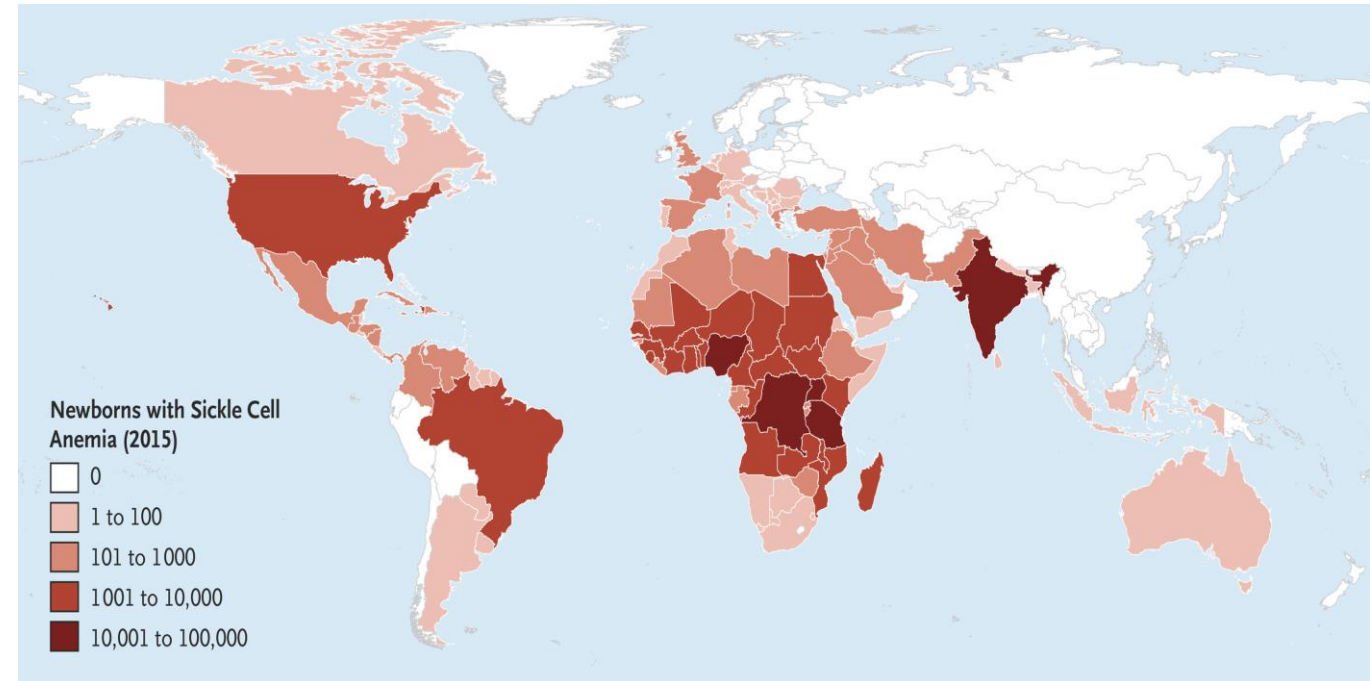 Newborns with Sickle Cell
Anemia (2015)
0
1 to 100
101 to 1000
1001 to 10,000
10,001 to 100,000